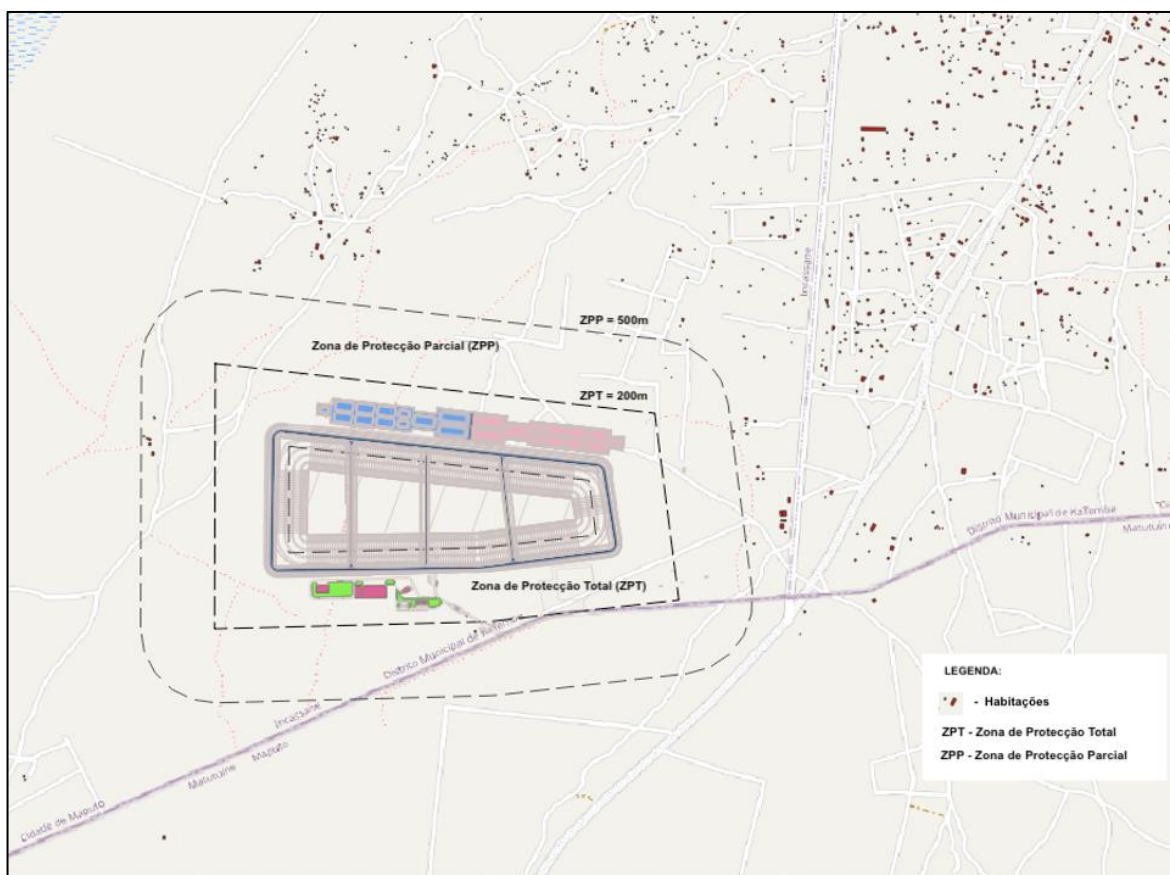 Incassane
ZPP = 500m
Zona de Protecção Parcial (ZPP)
ZPT = 200m
Zona de Protecção Total (ZPT)
Distrito Municipal de KaTembe
Matutuíne
Distrito Municipal de KaTembe
Incassane
Maputo
Matutuíne
Cidade de Maputo
LEGENDA:
- Habitações
ZPT - Zona de Protecção Total
ZPP - Zona de Protecção Parcial